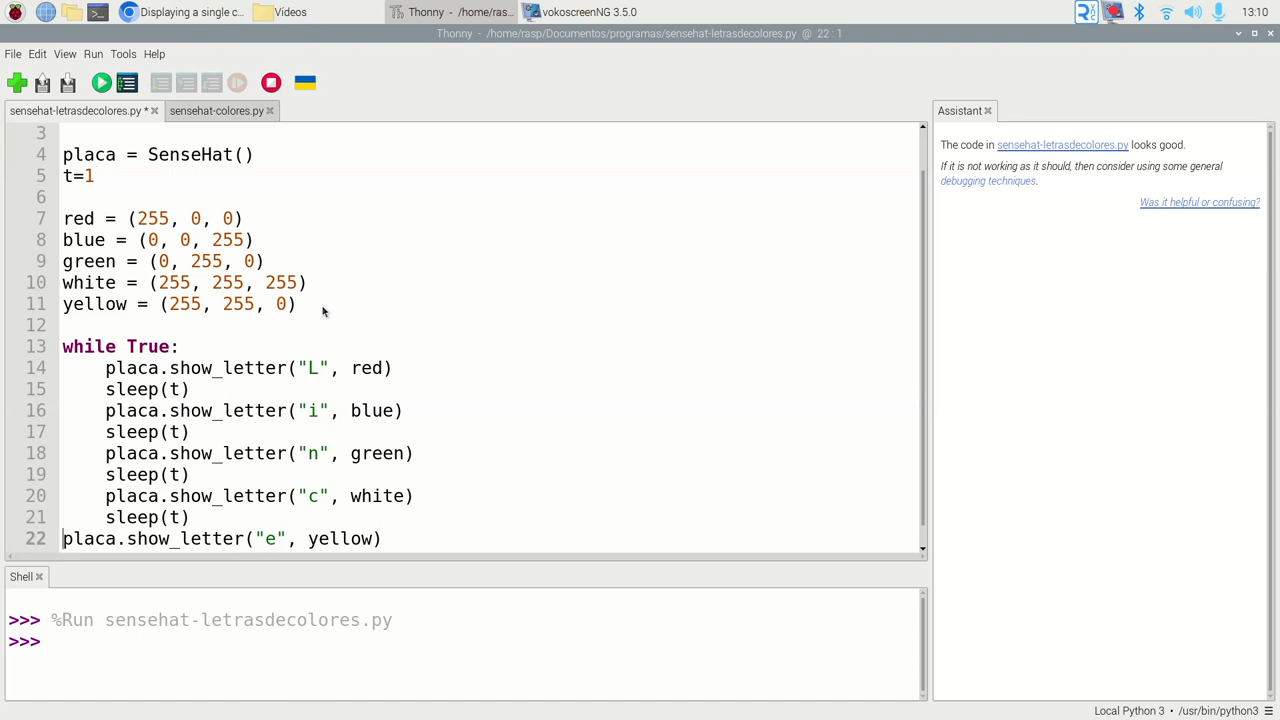 Displaying a single c...
Vídeos
Thonny - /home/ras...
vokoscreenNG 3.5.0
13:10
Thonny - /home/rasp/Documentos/programas/sensehat-letrasdecolores.py @ 22 : 1
File Edit View Run Tools Help
sensehat-letrasdecolores.py *
sensehat-colores.py
Assistant
3
4 placa = SenseHat()
5 t=1
6
7 red = (255, 0, 0)
8 blue = (0, 0, 255)
9 green = (0, 255, 0)
10 white = (255, 255, 255)
11 yellow = (255, 255, 0)
12
13 while True:
14     placa.show_letter("L", red)
15     sleep(t)
16     placa.show_letter("i", blue)
17     sleep(t)
18     placa.show_letter("n", green)
19     sleep(t)
20     placa.show_letter("c", white)
21     sleep(t)
22 placa.show_letter("e", yellow)
The code in sensehat-letrasdecolores.py looks good.
If it is not working as it should, then consider using some general
debugging techniques.
Was it helpful or confusing?
Shell
>>> %Run sensehat-letrasdecolores.py
>>>
Local Python 3 • /usr/bin/python3 ☰